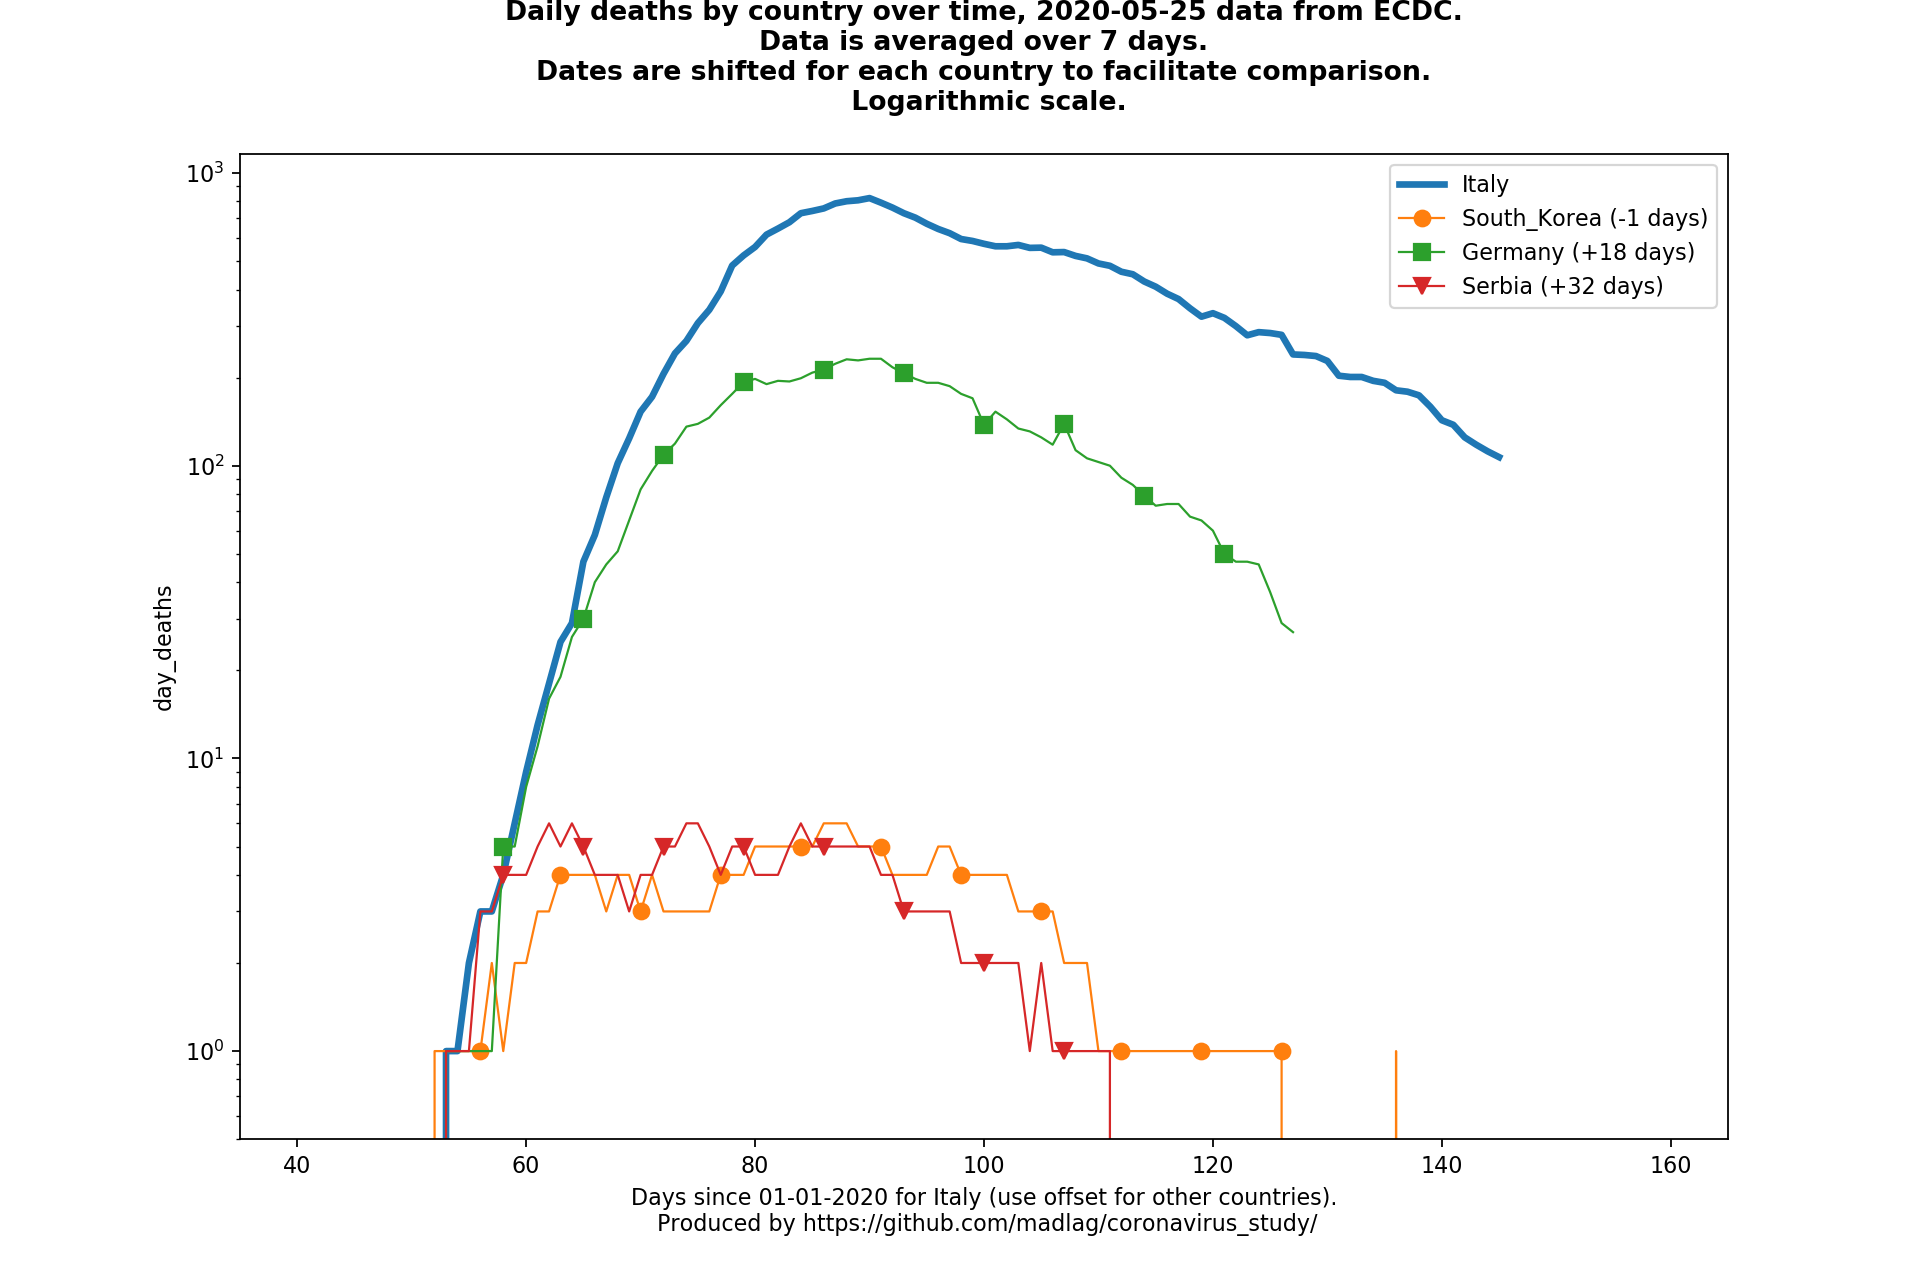 Daily deaths by country over time, 2020-05-25 data from ECDC.
Data is averaged over 7 days.
Dates are shifted for each country to facilitate comparison.
Logarithmic scale.
10³
10²
10¹
10⁰
day_deaths
Italy
South_Korea (-1 days)
Germany (+18 days)
Serbia (+32 days)
40 60 80 100 120 140 160
Days since 01-01-2020 for Italy (use offset for other countries).
Produced by https://github.com/madlag/coronavirus_study/